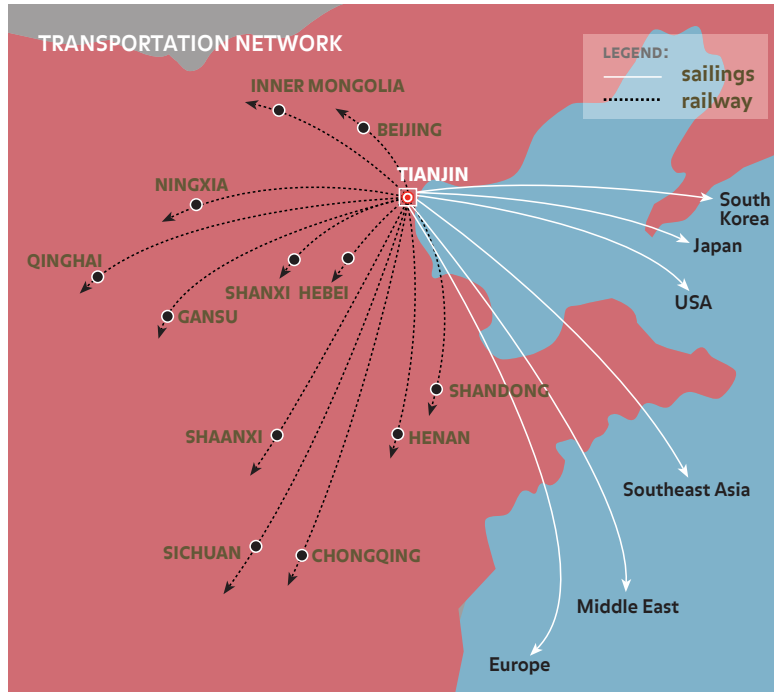 TRANSPORTATION NETWORK
LEGEND:
sailings
railway
INNER MONGOLIA
BEIJING
TIANJIN
NINGXIA
South
Korea
Japan
QINGHAI
SHANXI HEBEI
USA
GANSU
SHANDONG
SHAANXI
HENAN
Southeast Asia
SICHUAN
CHONGQING
Middle East
Europe